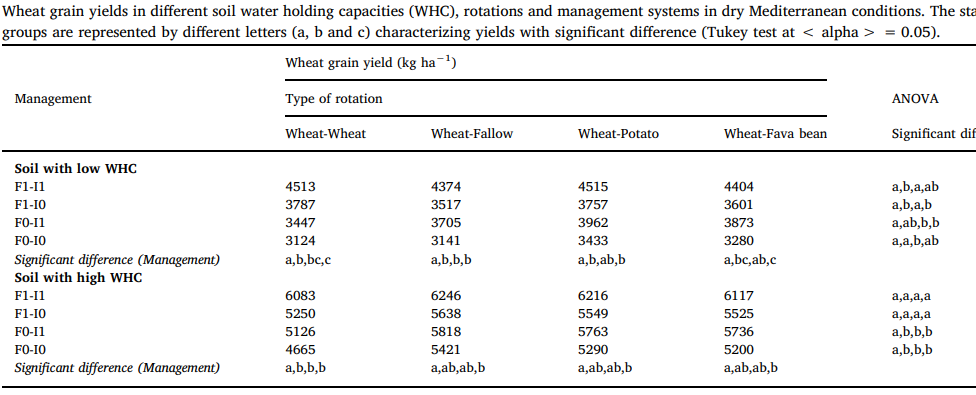 Wheat grain yields in different soil water holding capacities (WHC), rotations and management systems in dry Mediterranean conditions. The sta
groups are represented by different letters (a, b and c) characterizing yields with significant difference (Tukey test at < alpha > = 0.05).
Wheat grain yield (kg ha⁻¹)
Management Type of rotation ANOVA
Wheat-Wheat Wheat-Fallow Wheat-Potato Wheat-Fava bean Significant dif
Soil with low WHC
F1-I1 4513 4374 4515 4404 a,b,a,ab
F1-I0 3787 3517 3757 3601 a,b,a,b
F0-I1 3447 3705 3962 3873 a,ab,b,b
F0-I0 3124 3141 3433 3280 a,a,b,ab
Significant difference (Management) a,b,bc,c a,b,b,b a,b,ab,b a,bc,ab,c
Soil with high WHC
F1-I1 6083 6246 6216 6117 a,a,a,a
F1-I0 5250 5638 5549 5525 a,a,a,a
F0-I1 5126 5818 5763 5736 a,b,b,b
F0-I0 4665 5421 5290 5200 a,b,b,b
Significant difference (Management) a,b,b,b a,ab,ab,b a,ab,ab,b a,ab,ab,b